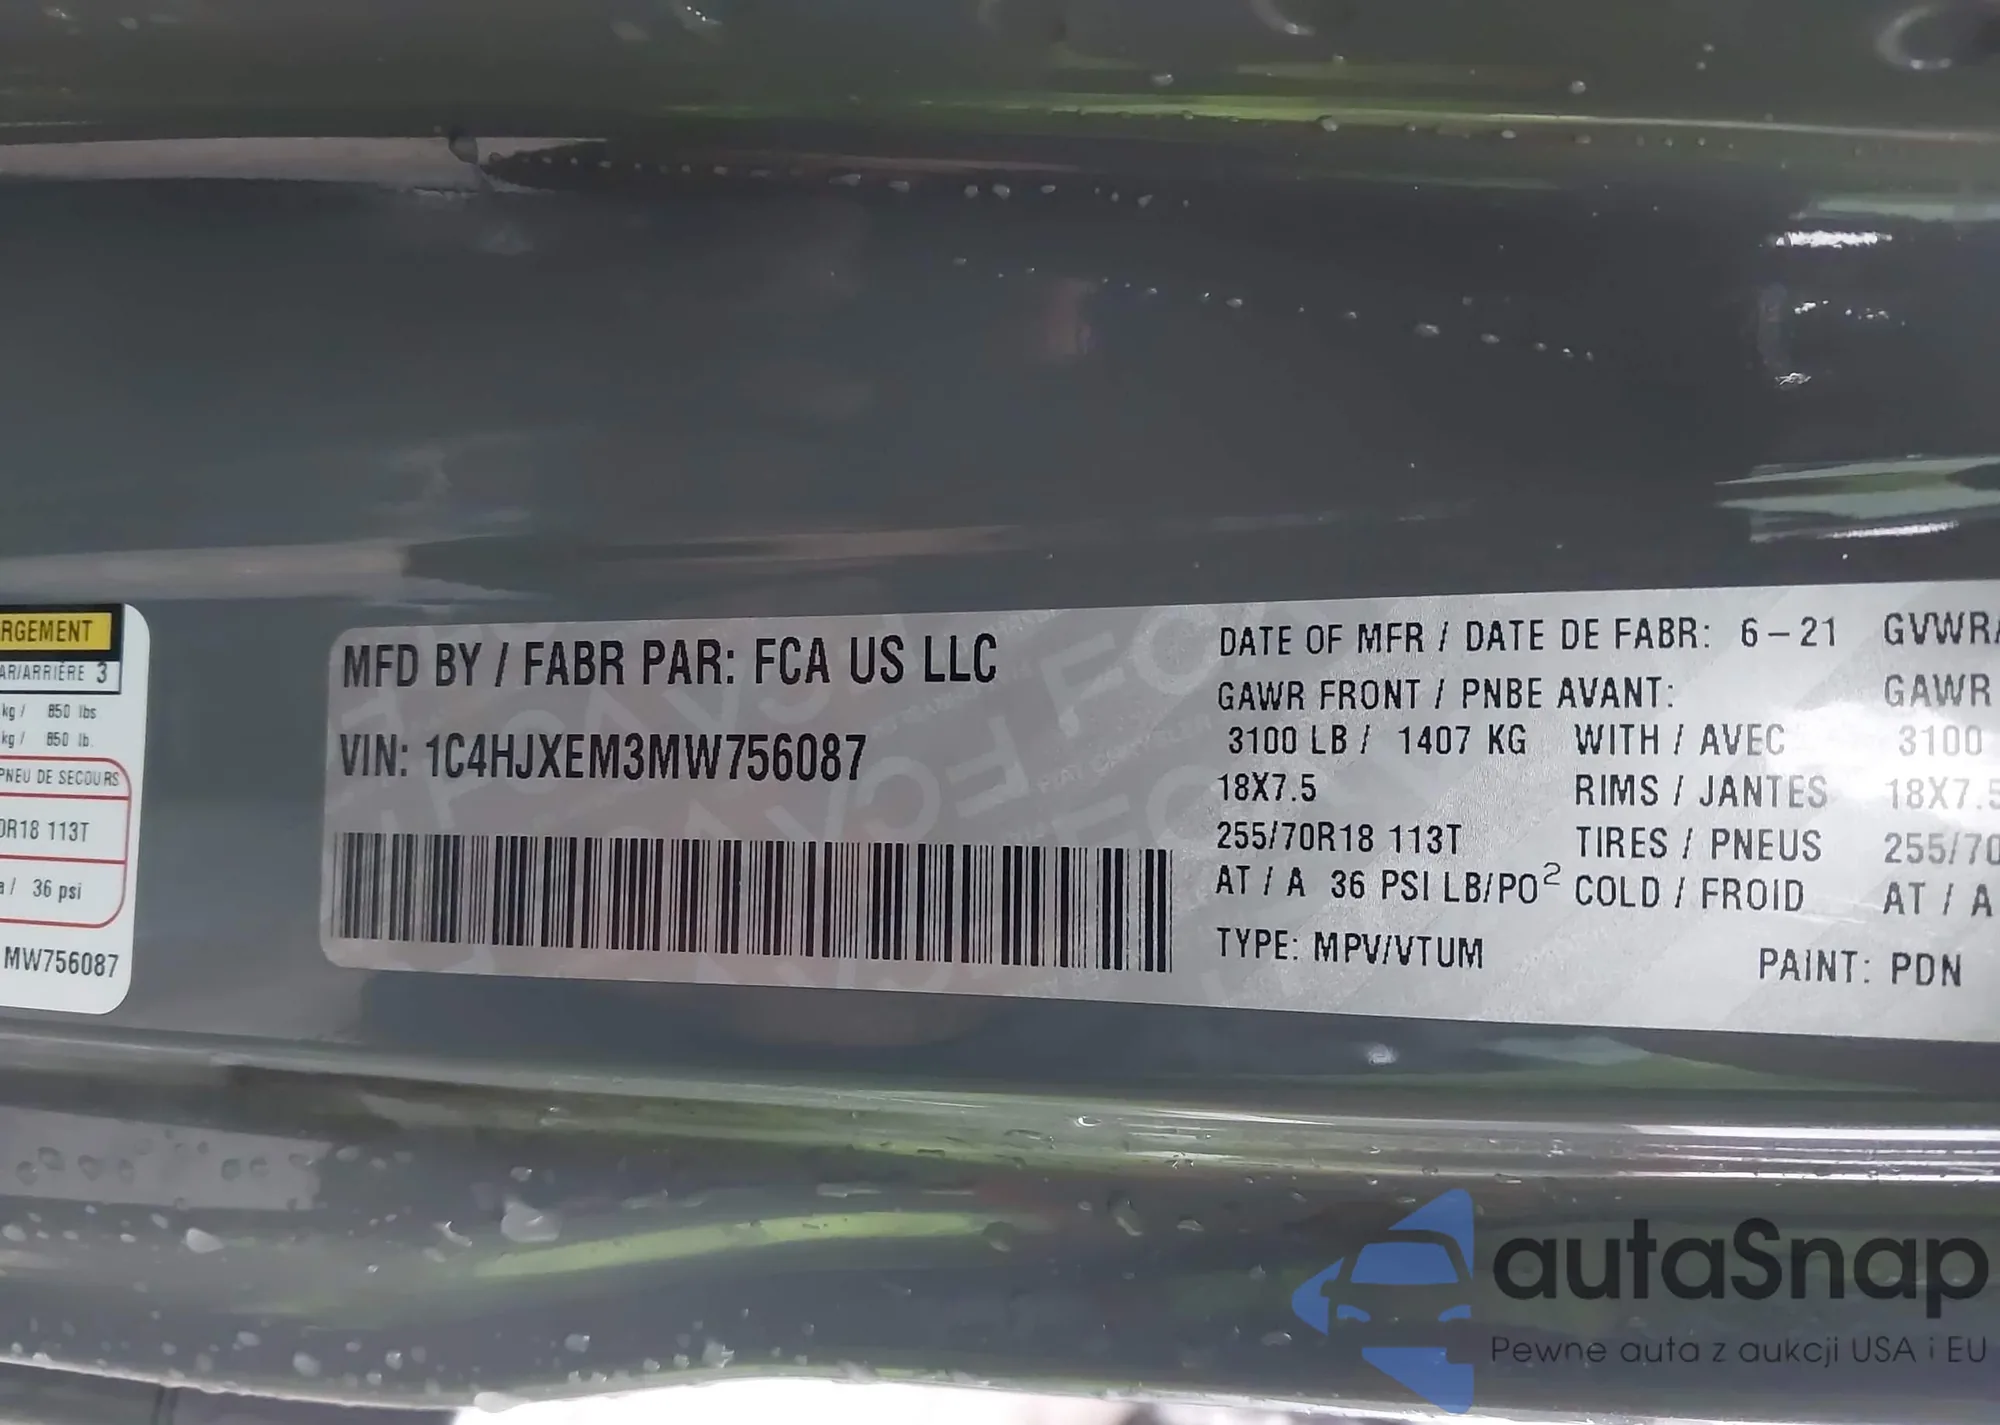 RGEMENT
AR/ARRIÈRE 3
kg / 850 lbs
kg / 850 lb.
PNEU DE SECOURS
0R18 113T
a / 36 psi
MW756087
MFD BY / FABR PAR: FCA US LLC
VIN: 1C4HJXEM3MW756087
DATE OF MFR / DATE DE FABR: 6-21 GVWR/
GAWR FRONT / PNBE AVANT: GAWR
3100 LB / 1407 KG WITH / AVEC 3100
18X7.5 RIMS / JANTES 18X7.5
255/70R18 113T TIRES / PNEUS 255/70
AT / A 36 PSI LB/PO² COLD / FROID AT / A
TYPE: MPV/VTUM PAINT: PDN
autaSnap
Pewne auta z aukcji USA i EU